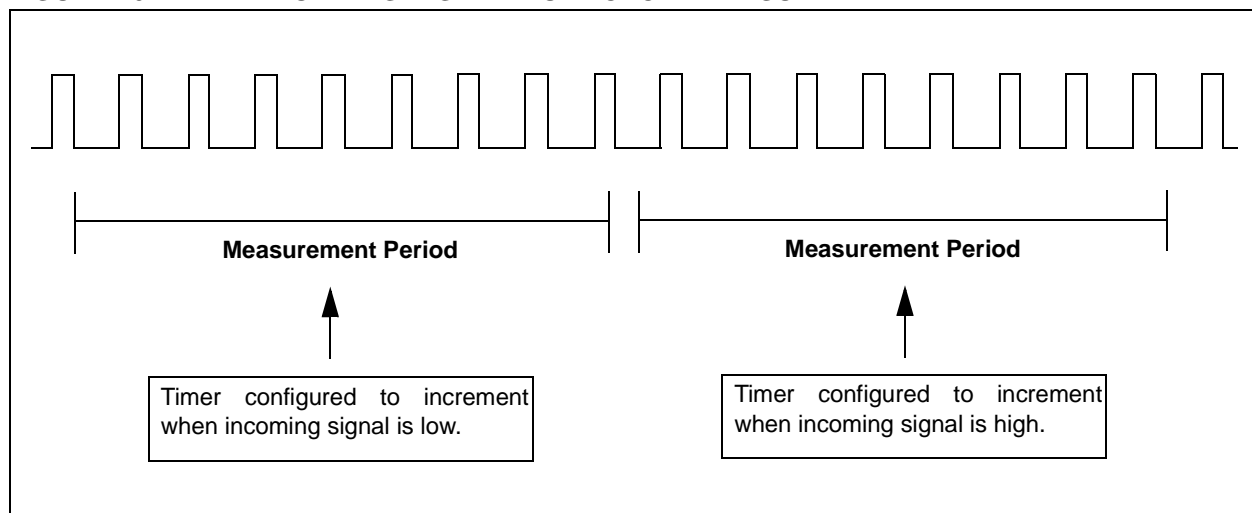 Measurement Period
Measurement Period
Timer configured to increment
when incoming signal is low.
Timer configured to increment
when incoming signal is high.